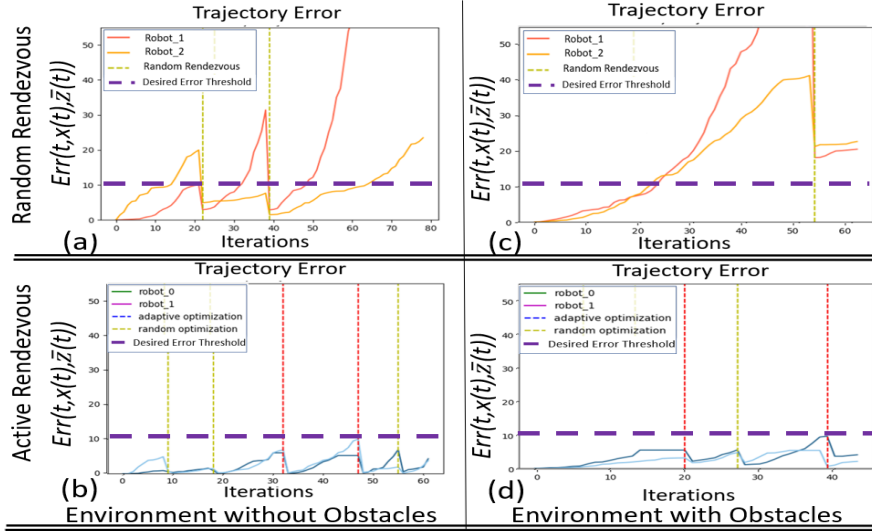 Trajectory Error
Trajectory Error
Random Rendezvous
Err(t,x(t),z̄(t))
50
40
30
20
10
0
Robot_1
Robot_2
Random Rendezvous
Desired Error Threshold
(a)
0 10 20 30 40 50 60 70 80
Iterations
Err(t,x(t),z̄(t))
50
40
30
20
10
0
Robot_1
Robot_2
Random Rendezvous
Desired Error Threshold
(c)
0 10 20 30 40 50 60
Iterations
Trajectory Error
Trajectory Error
Active Rendezvous
Err(t,x(t),z̄(t))
50
40
30
20
10
0
robot_0
robot_1
adaptive optimization
random optimization
Desired Error Threshold
(b)
0 10 20 30 40 50 60
Iterations
Err(t,x(t),z̄(t))
50
40
30
20
10
0
robot_0
robot_1
adaptive optimization
random optimization
Desired Error Threshold
(d)
0 10 20 30 40
Iterations
Environment without Obstacles
Environment with Obstacles